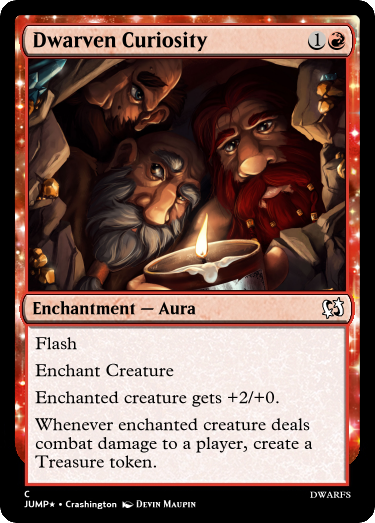 Dwarven Curiosity 1
Enchantment — Aura
Flash
Enchant Creature
Enchanted creature gets +2/+0.
Whenever enchanted creature deals
combat damage to a player, create a
Treasure token.
C DWARFS
JUMP★ • Crashington Devin Maupin